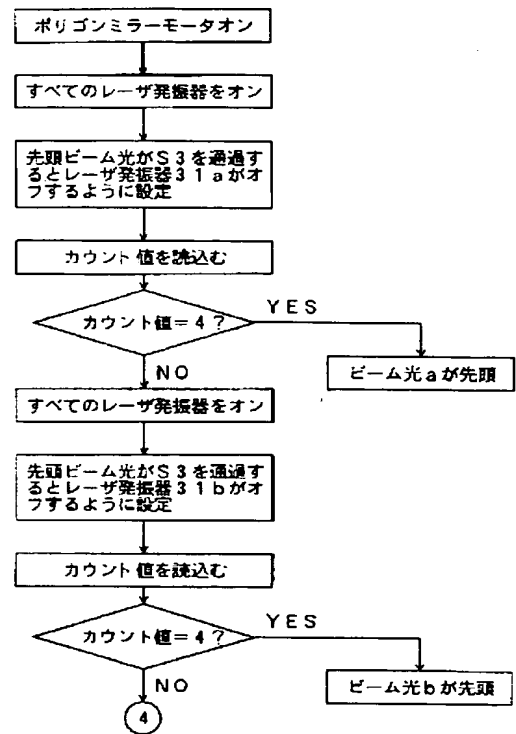 ポリゴンミラーモータオン
すべてのレーザ発振器をオン
先頭ビーム光がS3を通過す
るとレーザ発振器31aがオ
フするように設定
カウント値を読込む
カウント値=4?
YES
ビーム光aが先頭
NO
すべてのレーザ発振器をオン
先頭ビーム光がS3を通過す
るとレーザ発振器31bがオ
フするように設定
カウント値を読込む
カウント値=4?
YES
ビーム光bが先頭
NO
4